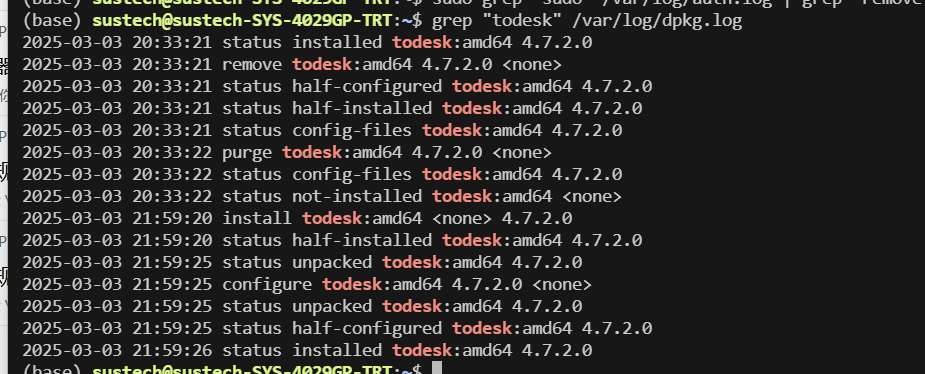 (base) sustech@sustech-SYS-4029GP-TRT:~$ sudo grep "sudo" /var/log/auth.log | grep "remove
(base) sustech@sustech-SYS-4029GP-TRT:~$ grep "todesk" /var/log/dpkg.log
2025-03-03 20:33:21 status installed todesk:amd64 4.7.2.0
2025-03-03 20:33:21 remove todesk:amd64 4.7.2.0 <none>
2025-03-03 20:33:21 status half-configured todesk:amd64 4.7.2.0
2025-03-03 20:33:21 status half-installed todesk:amd64 4.7.2.0
2025-03-03 20:33:21 status config-files todesk:amd64 4.7.2.0
2025-03-03 20:33:22 purge todesk:amd64 4.7.2.0 <none>
2025-03-03 20:33:22 status config-files todesk:amd64 4.7.2.0
2025-03-03 20:33:22 status not-installed todesk:amd64 <none>
2025-03-03 21:59:20 install todesk:amd64 <none> 4.7.2.0
2025-03-03 21:59:20 status half-installed todesk:amd64 4.7.2.0
2025-03-03 21:59:25 status unpacked todesk:amd64 4.7.2.0
2025-03-03 21:59:25 configure todesk:amd64 4.7.2.0 <none>
2025-03-03 21:59:25 status unpacked todesk:amd64 4.7.2.0
2025-03-03 21:59:25 status half-configured todesk:amd64 4.7.2.0
2025-03-03 21:59:26 status installed todesk:amd64 4.7.2.0
(base) sustech@sustech-SYS-4029GP-TRT:~$